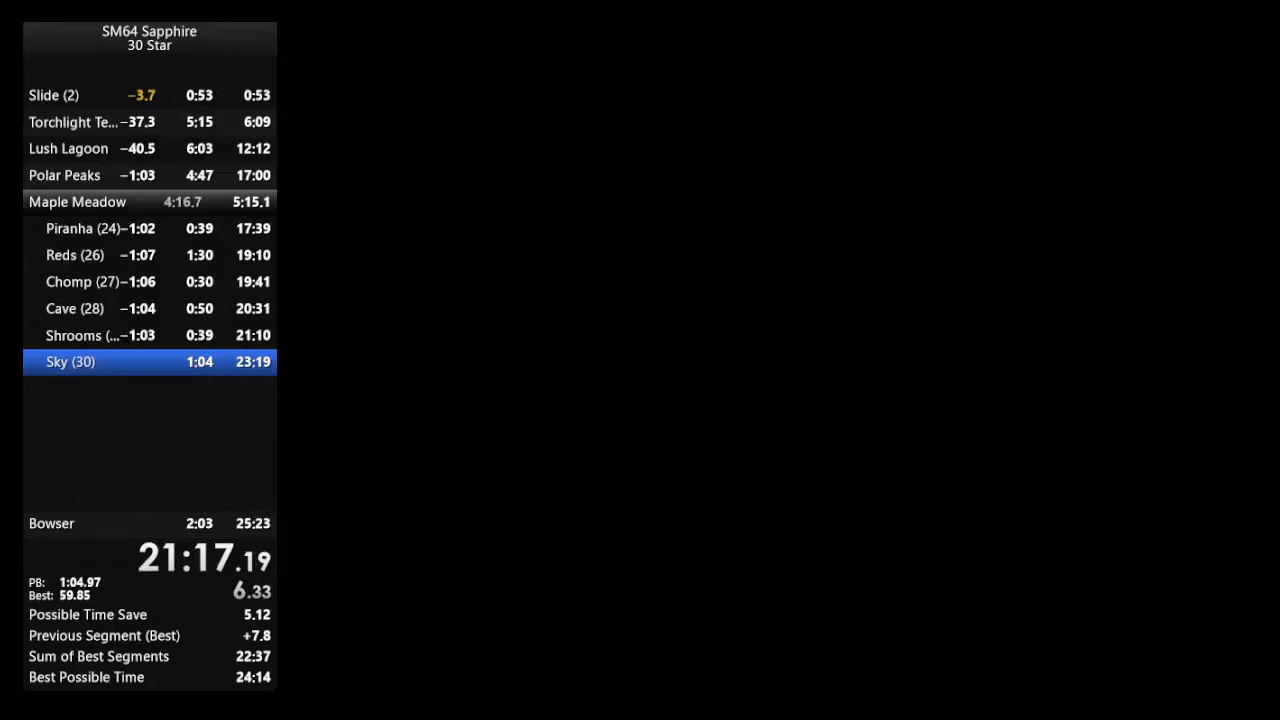 SM64 Sapphire
30 Star
Slide (2) −3.7 0:53 0:53
Torchlight Te... −37.3 5:15 6:09
Lush Lagoon −40.5 6:03 12:12
Polar Peaks −1:03 4:47 17:00
Maple Meadow 4:16.7 5:15.1
Piranha (24) −1:02 0:39 17:39
Reds (26) −1:07 1:30 19:10
Chomp (27) −1:06 0:30 19:41
Cave (28) −1:04 0:50 20:31
Shrooms (... −1:03 0:39 21:10
Sky (30) 1:04 23:19
Bowser 2:03 25:23
21:17.19
PB: 1:04.97
Best: 59.85 6.33
Possible Time Save 5.12
Previous Segment (Best) +7.8
Sum of Best Segments 22:37
Best Possible Time 24:14